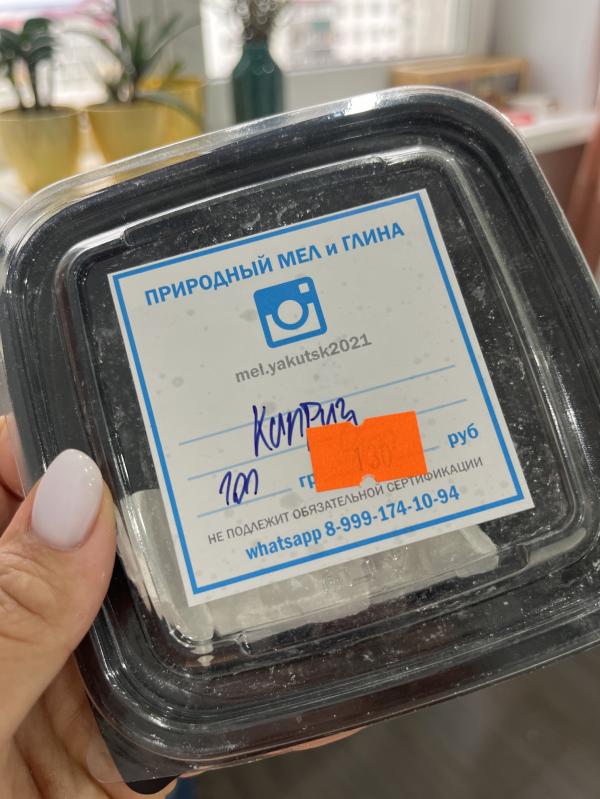 ПРИРОДНЫЙ МЕЛ и ГЛИНА
mel.yakutsk2021
Каприз
100 гр 130 руб
НЕ ПОДЛЕЖИТ ОБЯЗАТЕЛЬНОЙ СЕРТИФИКАЦИИ
whatsapp 8-999-174-10-94